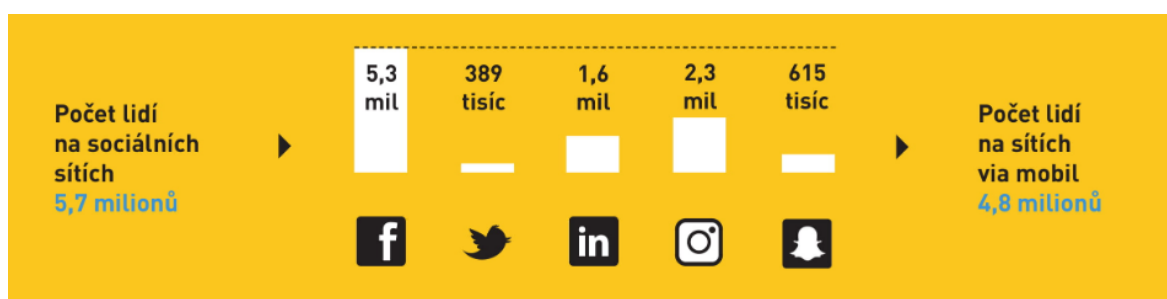 Počet lidí
na sociálních
sítích
5,7 milionů
5,3
mil
389
tisíc
1,6
mil
2,3
mil
615
tisíc
f
in
Počet lidí
na sítích
via mobil
4,8 milionů